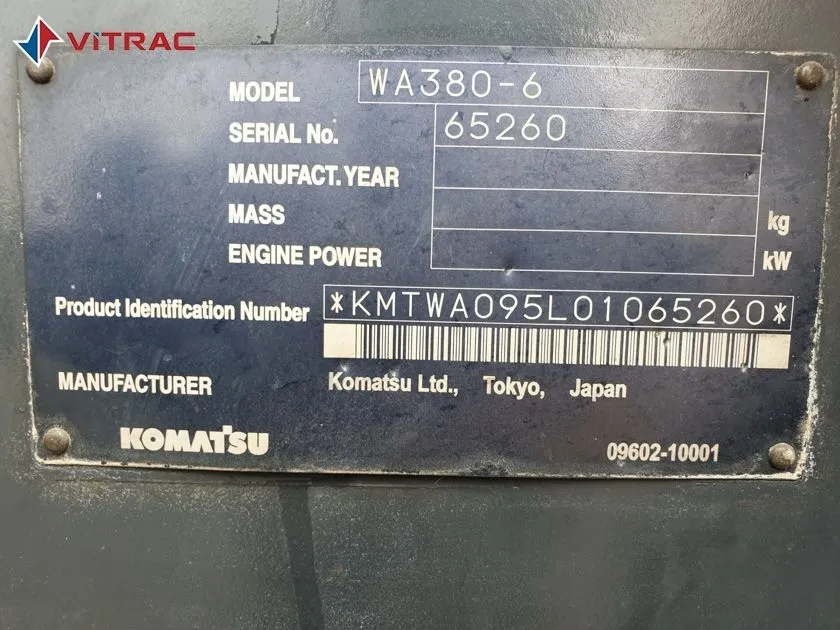 VITRAC
MODEL WA380-6
SERIAL No. 65260
MANUFACT. YEAR
MASS kg
ENGINE POWER kW
Product Identification Number *KMTWA095L01065260*
MANUFACTURER Komatsu Ltd., Tokyo, Japan
KOMATSU 09602-10001